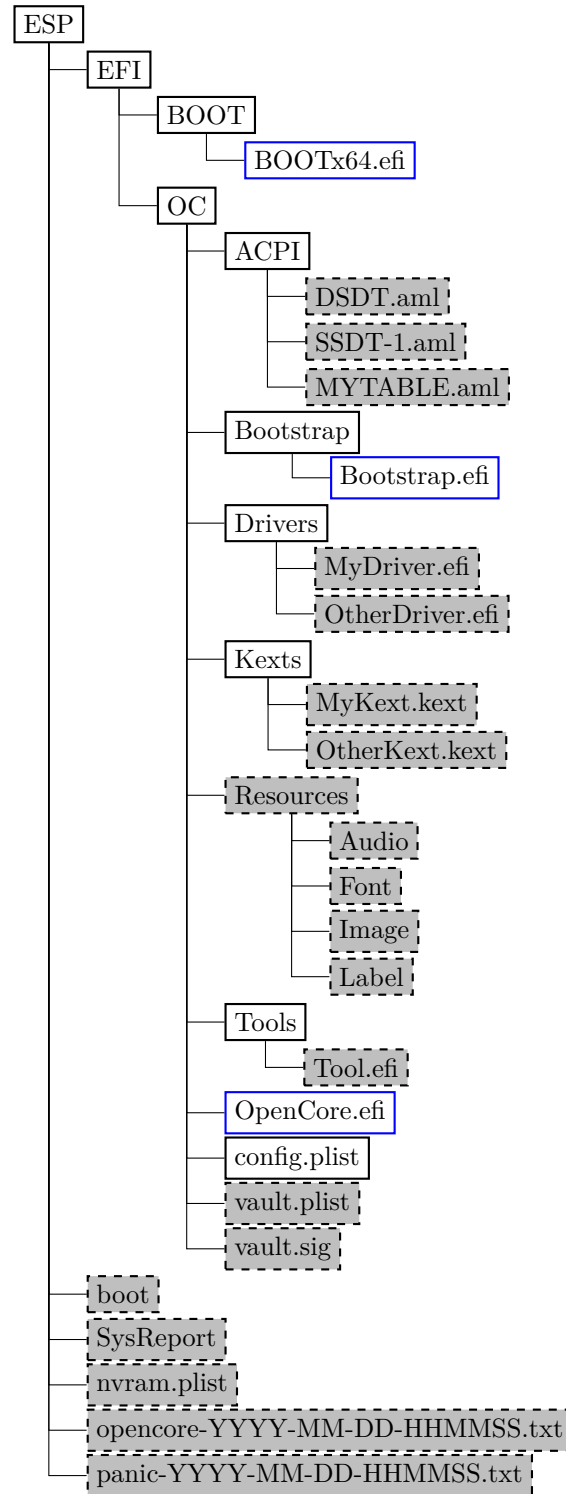 ESP
EFI
BOOT
BOOTx64.efi
OC
ACPI
DSDT.aml
SSDT-1.aml
MYTABLE.aml
Bootstrap
Bootstrap.efi
Drivers
MyDriver.efi
OtherDriver.efi
Kexts
MyKext.kext
OtherKext.kext
Resources
Audio
Font
Image
Label
Tools
Tool.efi
OpenCore.efi
config.plist
vault.plist
vault.sig
boot
SysReport
nvram.plist
opencore-YYYY-MM-DD-HHMMSS.txt
panic-YYYY-MM-DD-HHMMSS.txt